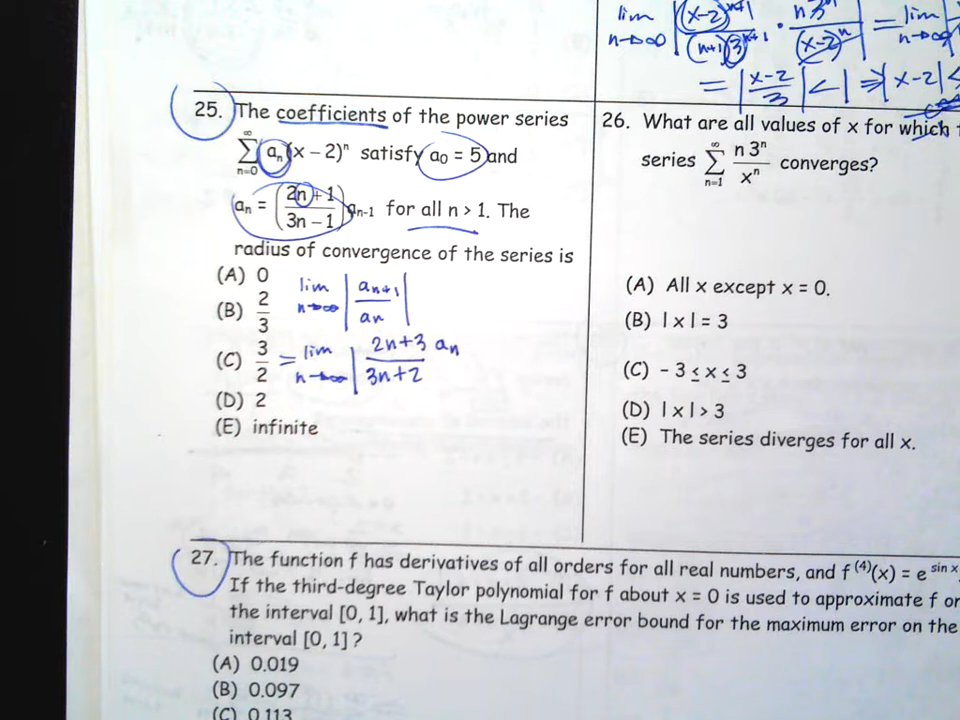 lim n→∞ |(x-2)ⁿ⁺¹ / (n+1)3ⁿ⁺¹ · n3ⁿ / (x-2)ⁿ| = lim n→∞
= |x-2 / 3| < 1 ⇒ |x-2| <
25. The coefficients of the power series
∞ Σ n=0 aₙ(x – 2)ⁿ satisfy a₀ = 5 and
aₙ = (2n + 1 / 3n – 1) aₙ₋₁ for all n > 1. The
radius of convergence of the series is
(A) 0
(B) 2/3
(C) 3/2
(D) 2
(E) infinite
lim n→∞ |aₙ₊₁ / aₙ|
= lim n→∞ | 2n+3 aₙ / 3n+2
26. What are all values of x for which
series ∞ Σ n=1 n 3ⁿ / xⁿ converges?
(A) All x except x = 0.
(B) | x | = 3
(C) - 3 ≤ x ≤ 3
(D) | x | > 3
(E) The series diverges for all x.
27. The function f has derivatives of all orders for all real numbers, and f⁽⁴⁾(x) = e^sin x
If the third-degree Taylor polynomial for f about x = 0 is used to approximate f
the interval [0, 1], what is the Lagrange error bound for the maximum error on the
interval [0, 1] ?
(A) 0.019
(B) 0.097
(C) 0.113